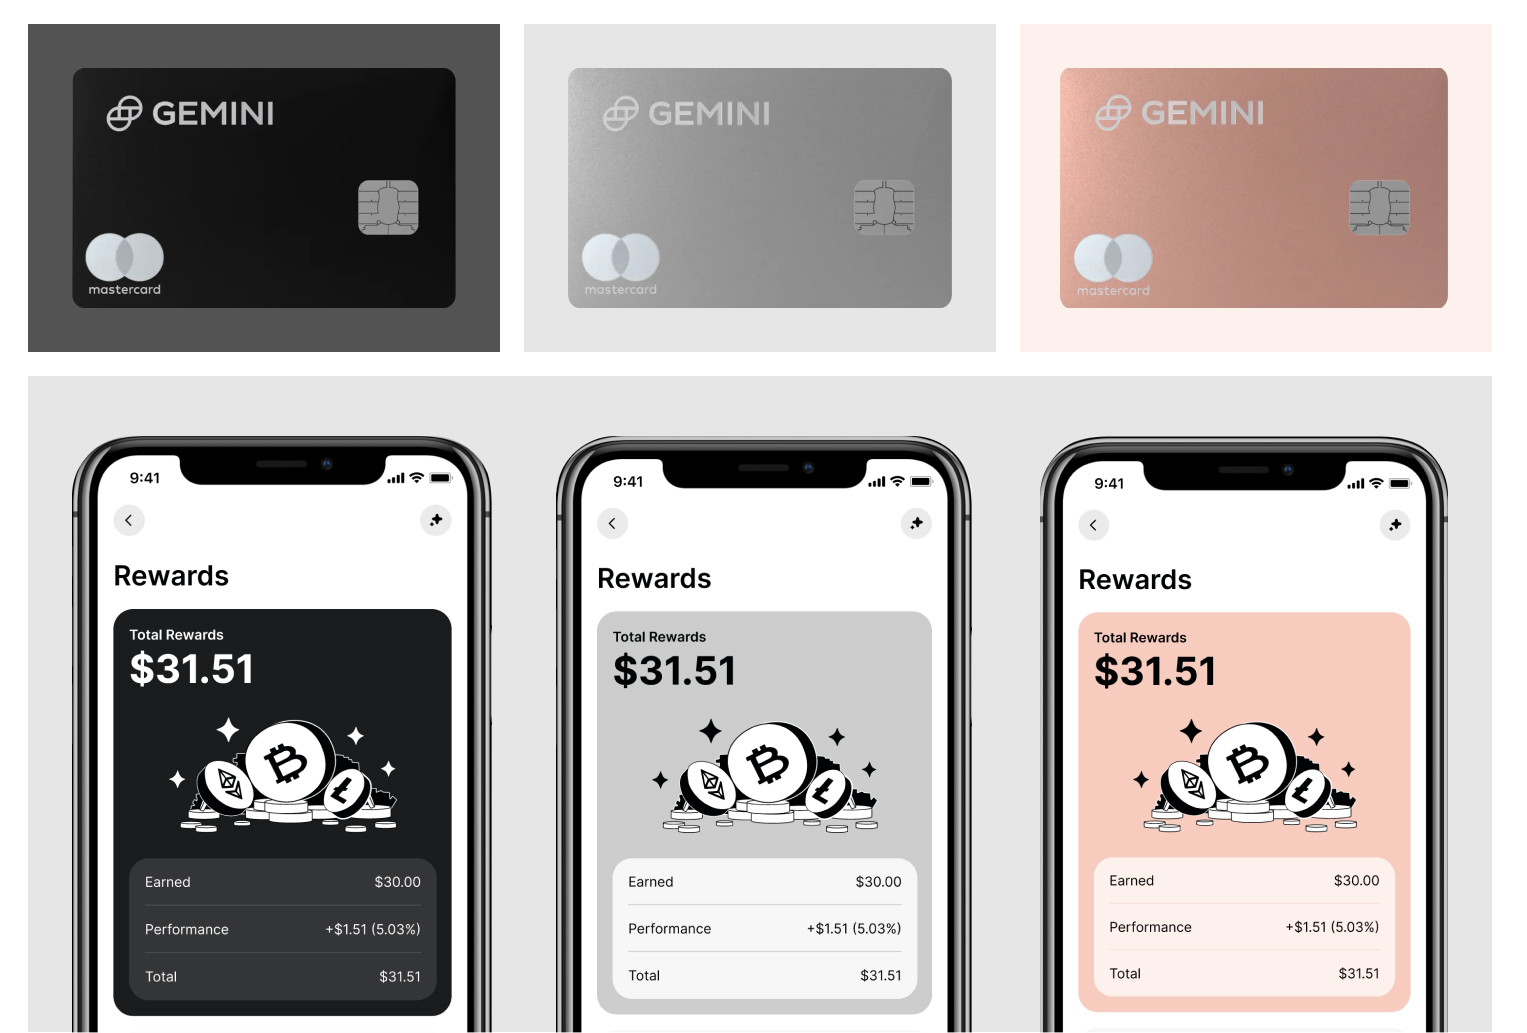 GEMINI
mastercard
GEMINI
mastercard
GEMINI
mastercard
9:41
Rewards
Total Rewards
$31.51
Earned $30.00
Performance +$1.51 (5.03%)
Total $31.51
9:41
Rewards
Total Rewards
$31.51
Earned $30.00
Performance +$1.51 (5.03%)
Total $31.51
9:41
Rewards
Total Rewards
$31.51
Earned $30.00
Performance +$1.51 (5.03%)
Total $31.51